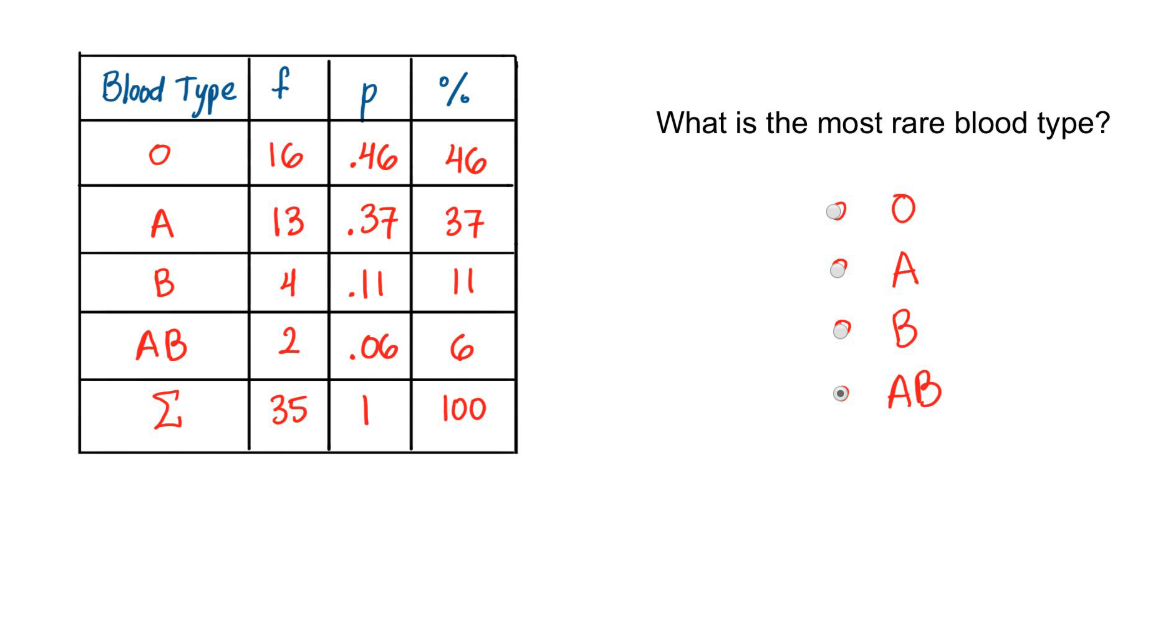 Blood Type f p %
O 16 .46 46
A 13 .37 37
B 4 .11 11
AB 2 .06 6
Σ 35 1 100
What is the most rare blood type?
O
A
B
AB